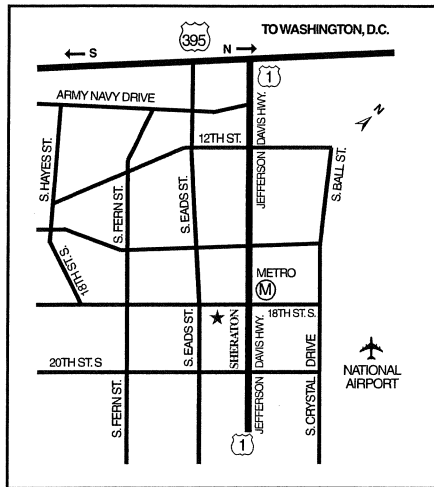 TO WASHINGTON, D.C.
395
S
N
1
ARMY NAVY DRIVE
N
12TH ST.
JEFFERSON DAVIS HWY.
S. HAYES ST.
S. FERN ST.
S. EADS ST.
S. BALL ST.
18TH ST. S.
METRO
M
18TH ST. S.
SHERATON
S. EADS ST.
JEFFERSON DAVIS HWY.
S. CRYSTAL DRIVE
20TH ST. S
S. FERN ST.
NATIONAL
AIRPORT
1